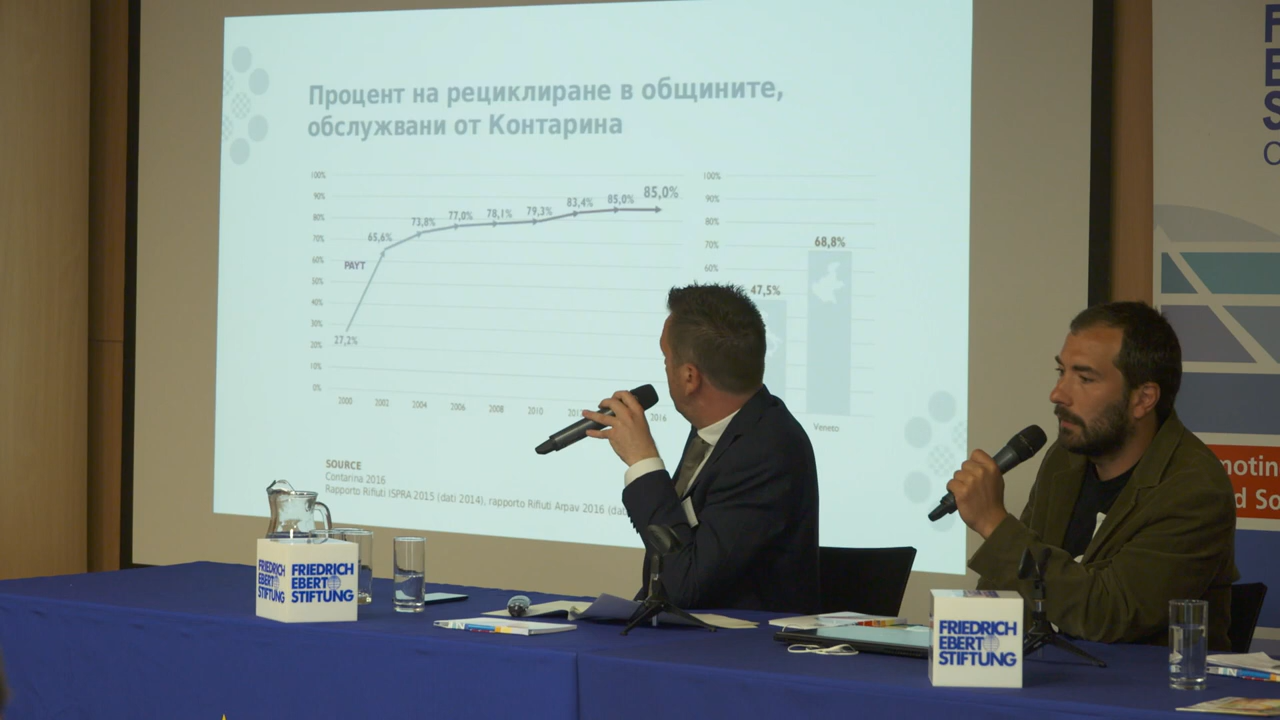 Процент на рециклиране в общините,
обслужвани от Контарина
100%
90%
80%
70%
60%
50%
40%
30%
20%
10%
0%
27,2%
65,6%
73,8%
77,0%
78,1%
79,3%
83,4%
85,0%
85,0%
PAYT
2000
2002
2004
2006
2008
2010
2016
100%
90%
80%
70%
60%
47,5%
68,8%
Veneto
SOURCE
Contarina 2016
Rapporto Rifiuti ISPRA 2015 (dati 2014), rapporto Rifiuti Arpav 2016
FRIEDRICH
EBERT
STIFTUNG
FRIEDRICH
EBERT
STIFTUNG
FRIEDRICH
EBERT
STIFTUNG